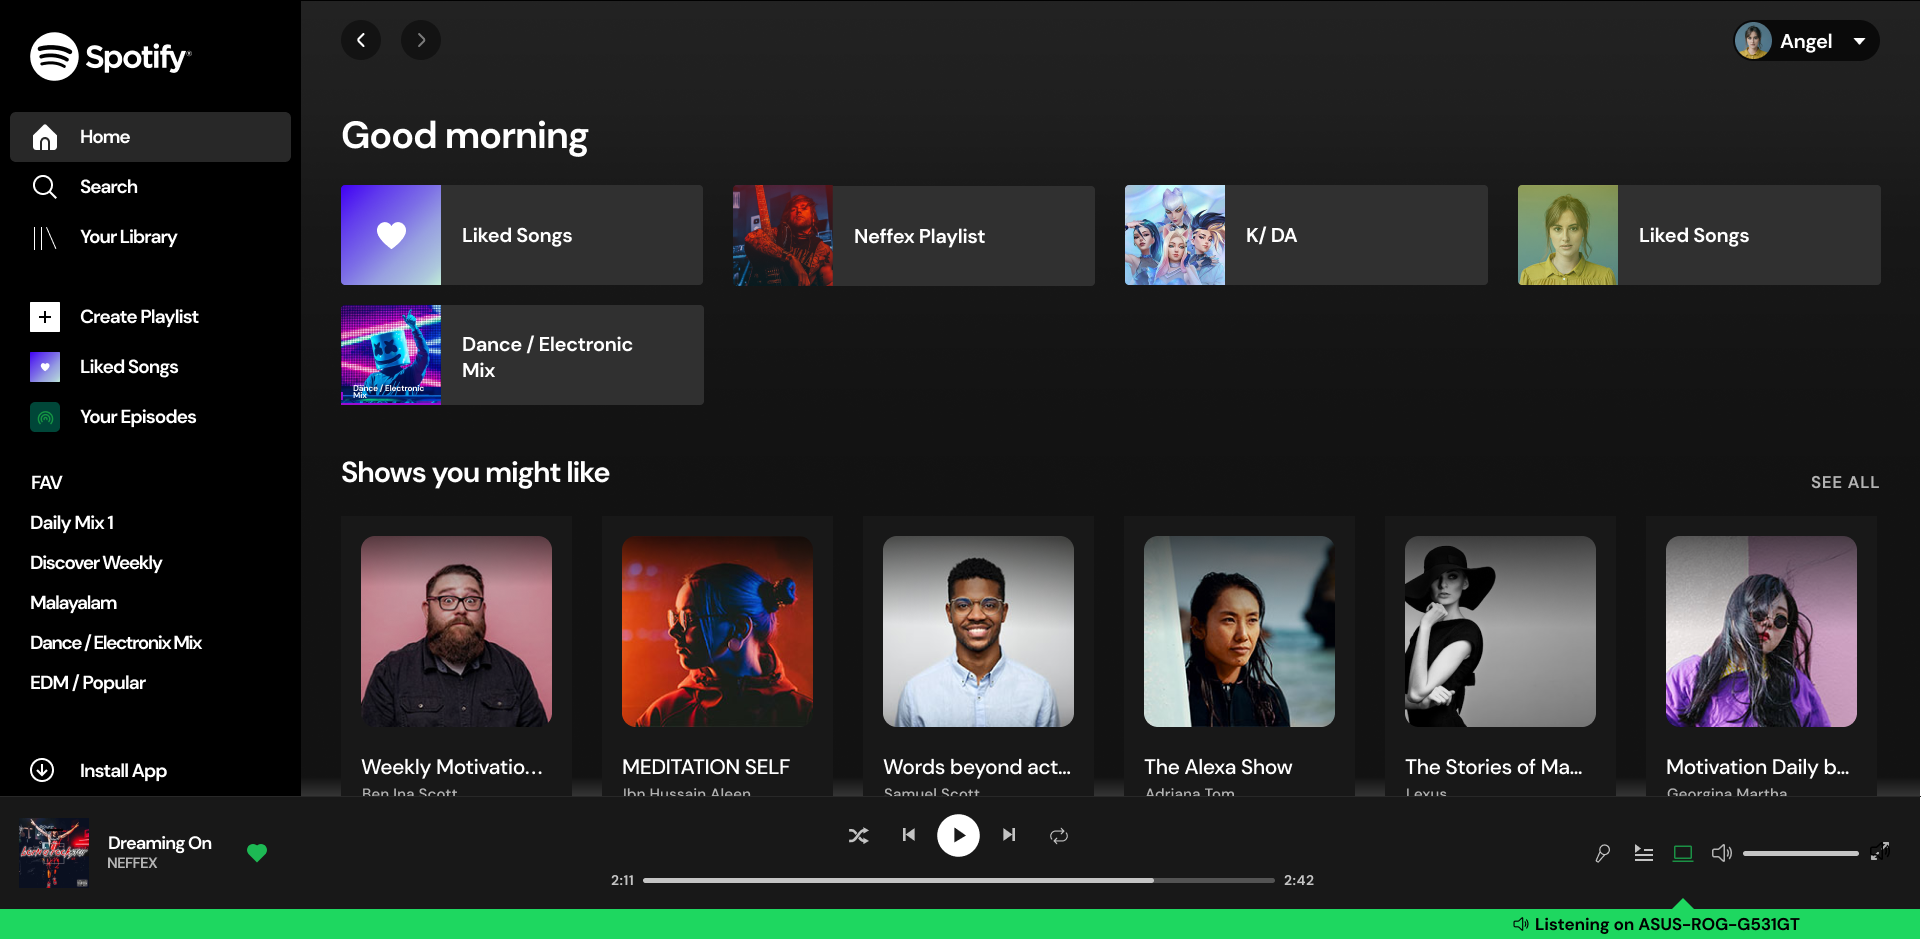 Spotify
Angel
Home
Search
Your Library
Create Playlist
Liked Songs
Your Episodes
FAV
Daily Mix 1
Discover Weekly
Malayalam
Dance / Electronix Mix
EDM / Popular
Install App
Good morning
Liked Songs
Neffex Playlist
K/ DA
Liked Songs
Dance / Electronic
Mix
Dance / Electronic
Mix
Shows you might like
SEE ALL
Weekly Motivatio...
Ben Ina Scott
MEDITATION SELF
Ibn Hussain Aleen
Words beyond act...
Samuel Scott
The Alexa Show
Adriana Tom
The Stories of Ma...
Lexus
Motivation Daily b...
Georgina Martha
Dreaming On
NEFFEX
2:11
2:42
Listening on ASUS-ROG-G531GT